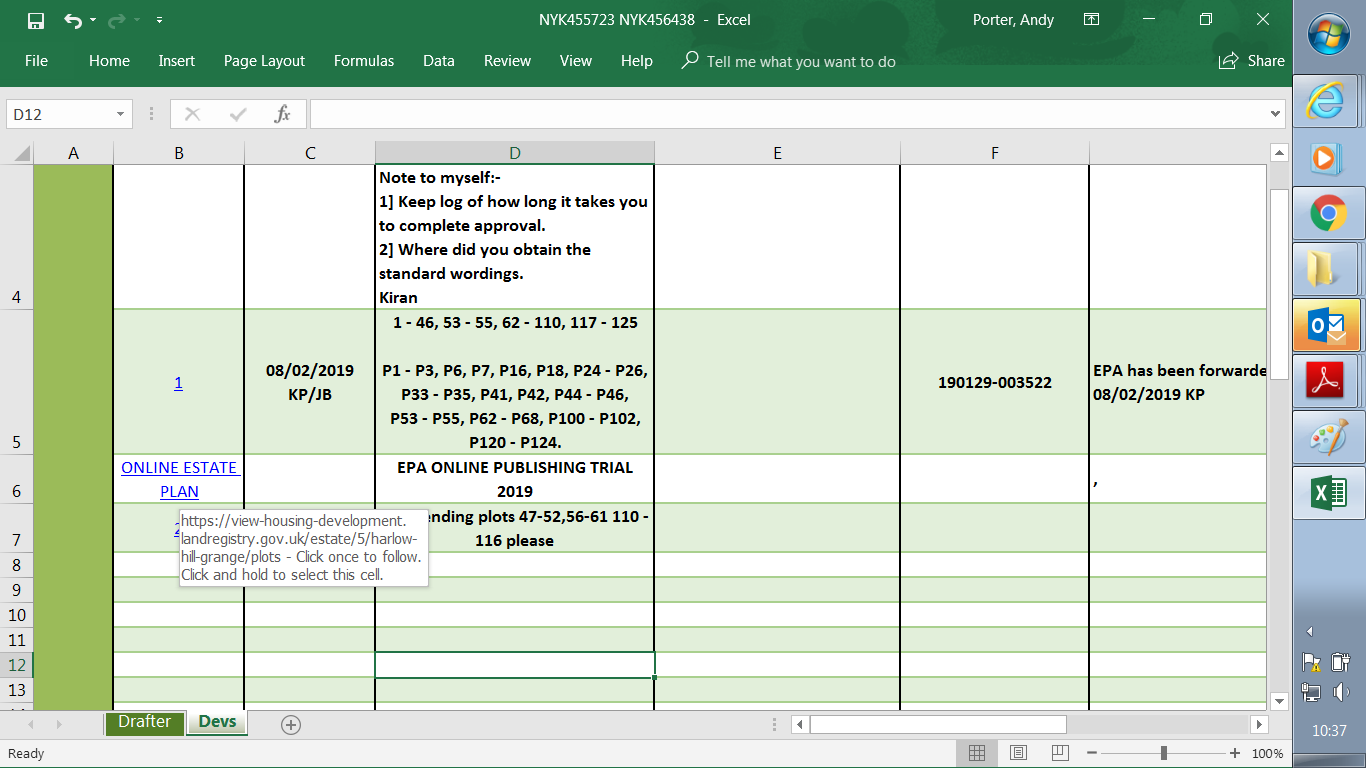 NYK455723 NYK456438 - Excel
Porter, Andy
File Home Insert Page Layout Formulas Data Review View Help Tell me what you want to do Share
D12 fx
A B C D E F
Note to myself:-
1] Keep log of how long it takes you
to complete approval.
2] Where did you obtain the
standard wordings.
4 Kiran
1 - 46, 53 - 55, 62 - 110, 117 - 125
P1 - P3, P6, P7, P16, P18, P24 - P26,
P33 - P35, P41, P42, P44 - P46,
P53 - P55, P62 - P68, P100 - P102,
P120 - P124.
1
08/02/2019
KP/JB
190129-003522
EPA has been forwarde
08/02/2019 KP
5
ONLINE ESTATE
PLAN
EPA ONLINE PUBLISHING TRIAL
2019
,
6
ending plots 47-52,56-61 110 -
116 please
7
https://view-housing-development.
landregistry.gov.uk/estate/5/harlow-
hill-grange/plots - Click once to follow.
Click and hold to select this cell.
8
9
10
11
12
13
Drafter Devs
Ready
100%
10:37